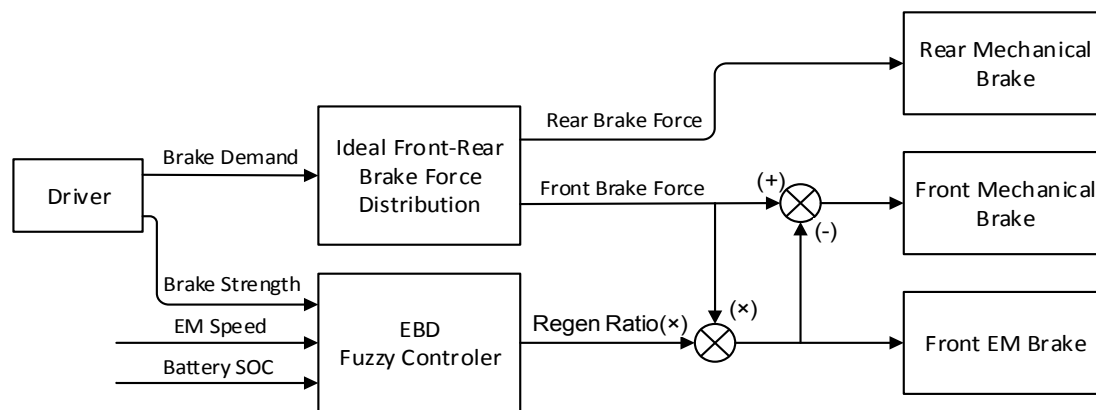 Rear Mechanical
Brake
Rear Brake Force
Ideal Front-Rear
Brake Force
Distribution
Brake Demand
Driver
Front Brake Force
(+)
(-)
Front Mechanical
Brake
Brake Strength
EM Speed
Battery SOC
EBD
Fuzzy Controler
Regen Ratio(×)
(×)
Front EM Brake